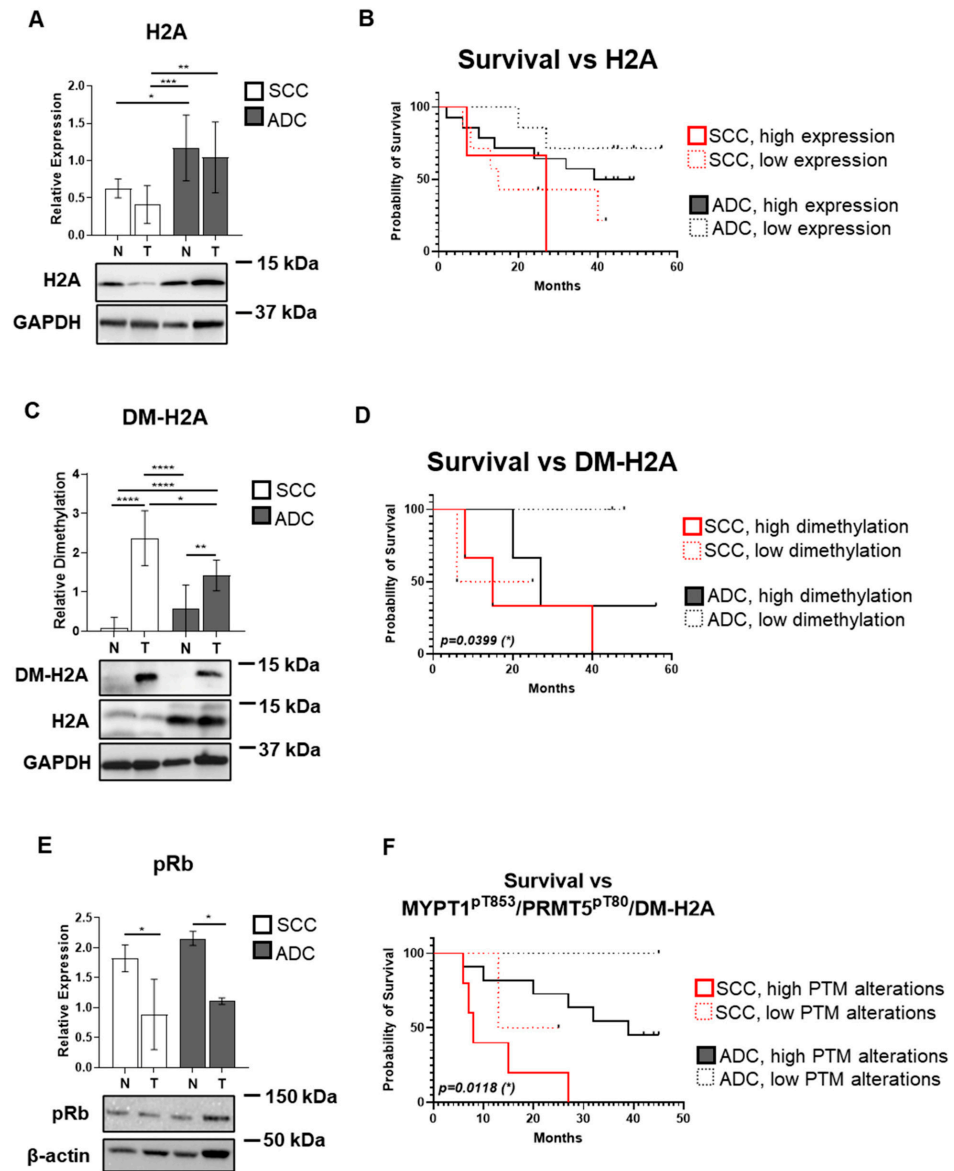 A
H2A
**
***
*
SCC
ADC
Relative Expression
2.0
1.5
1.0
0.5
0.0
N T N T
15 kDa
H2A
37 kDa
GAPDH
B
Survival vs H2A
Probability of Survival
100
50
0
0 20 40 60
Months
SCC, high expression
SCC, low expression
ADC, high expression
ADC, low expression
C
DM-H2A
****
****
**** *
**
SCC
ADC
Relative Dimethylation
4
3
2
1
0
N T N T
15 kDa
DM-H2A
15 kDa
H2A
37 kDa
GAPDH
D
Survival vs DM-H2A
Probability of Survival
100
50
0
p=0.0399 (*)
0 20 40 60
Months
SCC, high dimethylation
SCC, low dimethylation
ADC, high dimethylation
ADC, low dimethylation
E
pRb
* *
SCC
ADC
Relative Expression
2.5
2.0
1.5
1.0
0.5
0.0
N T N T
150 kDa
pRb
50 kDa
β-actin
F
Survival vs
MYPT1pT853/PRMT5pT80/DM-H2A
Probability of Survival
100
50
0
p=0.0118 (*)
0 10 20 30 40 50
Months
SCC, high PTM alterations
SCC, low PTM alterations
ADC, high PTM alterations
ADC, low PTM alterations